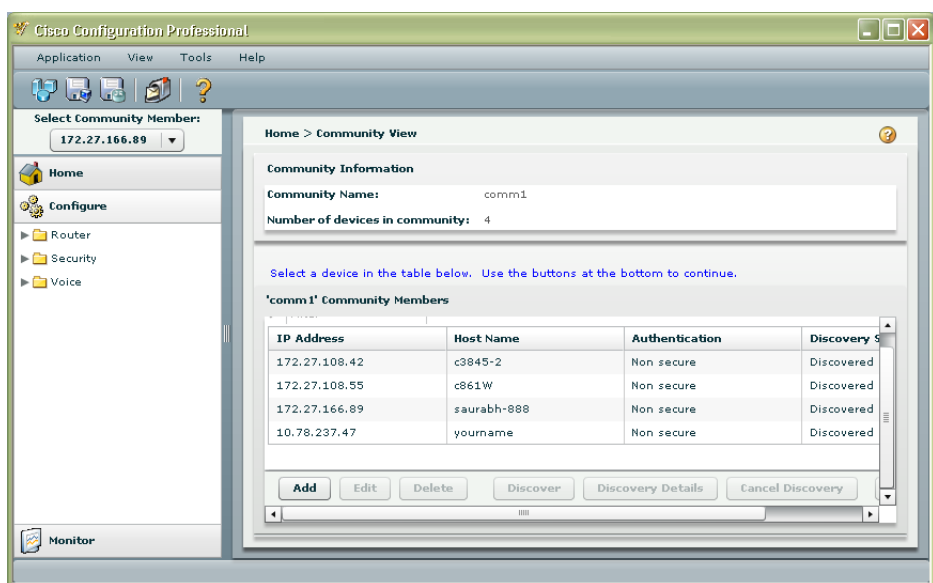 Cisco Configuration Professional
Application View Tools Help
Select Community Member:
172.27.166.89
Home
Configure
Router
Security
Voice
Monitor
Home > Community View
Community Information
Community Name: comm1
Number of devices in community: 4
Select a device in the table below. Use the buttons at the bottom to continue.
'comm1' Community Members
IP Address Host Name Authentication Discovery S
172.27.108.42 c3845-2 Non secure Discovered
172.27.108.55 c861W Non secure Discovered
172.27.166.89 saurabh-888 Non secure Discovered
10.78.237.47 yourname Non secure Discovered
Add Edit Delete Discover Discovery Details Cancel Discovery